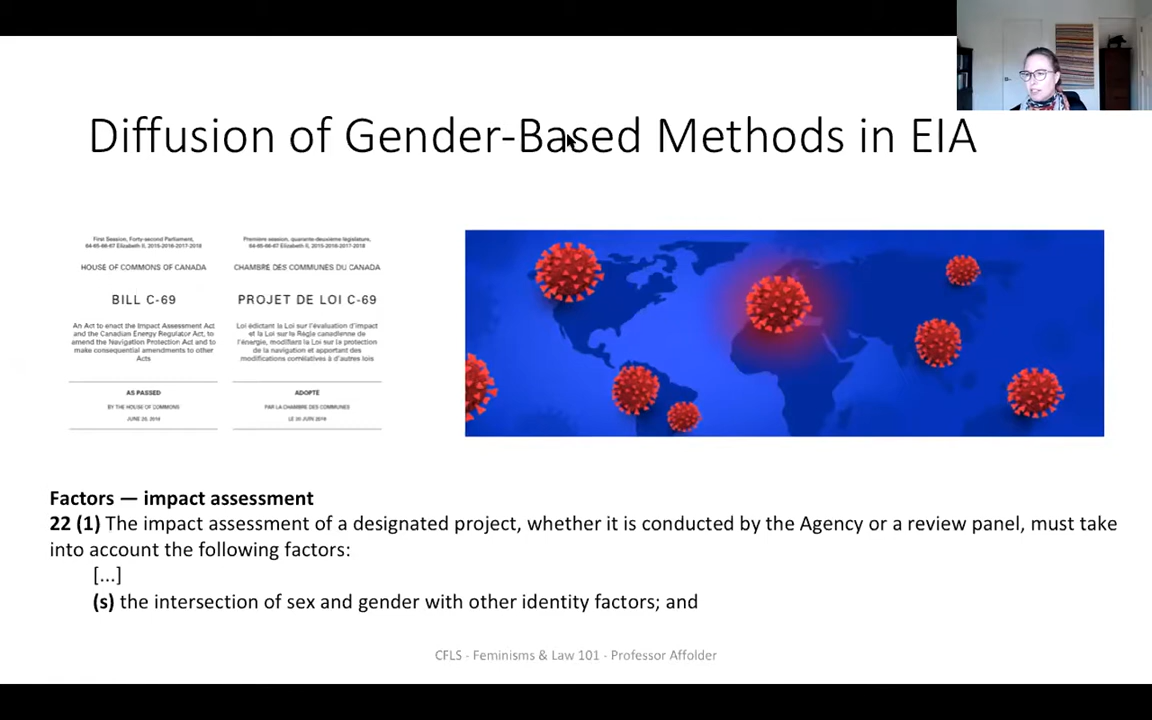 Diffusion of Gender-Based Methods in EIA
First Session, Forty-second Parliament,
64-65-66-67 Elizabeth II, 2015-2016-2017-2018
HOUSE OF COMMONS OF CANADA
BILL C-69
An Act to enact the Impact Assessment Act
and the Canadian Energy Regulator Act, to
amend the Navigation Protection Act and to
make consequential amendments to other
Acts
AS PASSED
BY THE HOUSE OF COMMONS
JUNE 20, 2018
Première session, quarante-deuxième législature,
64-65-66-67 Elizabeth II, 2015-2016-2017-2018
CHAMBRE DES COMMUNES DU CANADA
PROJET DE LOI C-69
Loi édictant la Loi sur l'évaluation d'impact
et la Loi sur la Régie canadienne de
l'énergie, modifiant la Loi sur la protection
de la navigation et apportant des
modifications corrélatives à d'autres lois
ADOPTÉ
PAR LA CHAMBRE DES COMMUNES
LE 20 JUIN 2018
Factors — impact assessment
22 (1) The impact assessment of a designated project, whether it is conducted by the Agency or a review panel, must take
into account the following factors:
[...]
(s) the intersection of sex and gender with other identity factors; and
CFLS - Feminisms & Law 101 - Professor Affolder